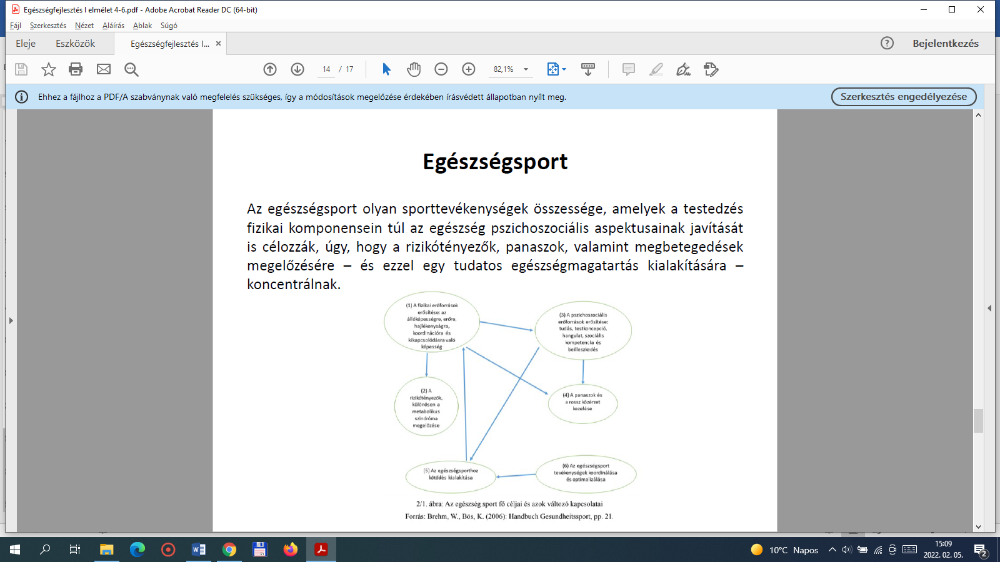 Egészségfejlesztés I elmélet 4-6.pdf - Adobe Acrobat Reader DC (64-bit)
Fájl Szerkesztés Nézet Aláírás Ablak Súgó
Eleje Eszközök Egészségfejlesztés I... × Bejelentkezés
14 / 17 82,1%
Ehhez a fájlhoz a PDF/A szabványnak való megfelelés szükséges, így a módosítások megelőzése érdekében írásvédett állapotban nyílt meg. Szerkesztés engedélyezése
Egészségsport
Az egészségsport olyan sporttevékenységek összessége, amelyek a testedzés
fizikai komponensein túl az egészség pszichoszociális aspektusainak javítását
is célozzák, úgy, hogy a rizikótényezők, panaszok, valamint megbetegedések
megelőzésére – és ezzel egy tudatos egészségmagatartás kialakítására –
koncentrálnak.
(1) A fizikai erőforrások
erősítése: az
állóképességre, erőre,
hajlékonyságra,
koordinációra és
kikapcsolódásra való
képesség
(3) A pszichoszociális
erőforrások erősítése:
tudás, testkoncepció,
hangulat, szociális
kompetencia és
beilleszkedés
(2) A
rizikótényezők,
különösen a
metabolikus
szindróma
megelőzése
(4) A panaszok és
a rossz közérzet
kezelése
(5) Az egészségsporthoz
kötődés kialakítása
(6) Az egészségsport
tevékenységek koordinálása
és optimalizálása
2/1. ábra: Az egészség sport fő céljai és azok változó kapcsolatai
Forrás: Brehm, W., Bös, K. (2006): Handbuch Gesundheitssport, pp. 21.
10°C Napos
15:09
2022. 02. 05.
2